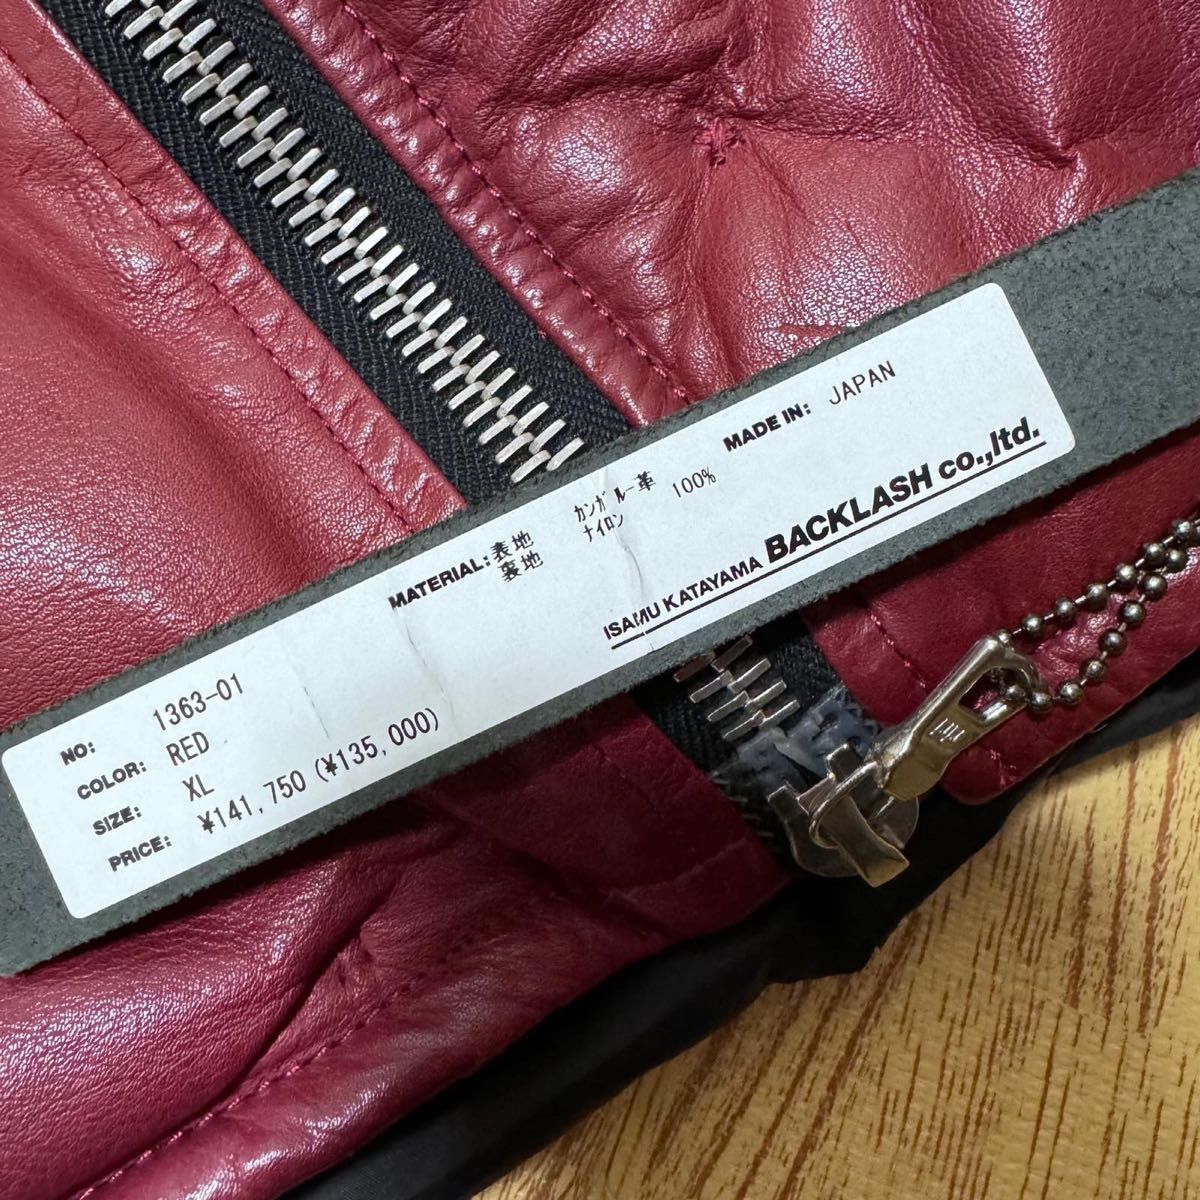 NO: 1363-01
COLOR: RED
SIZE: XL
PRICE: ¥141,750 (¥135,000)
MATERIAL: 表地 カンガルー革
裏地 ナイロン 100%
MADE IN: JAPAN
ISAMU KATAYAMA BACKLASH co.,ltd.